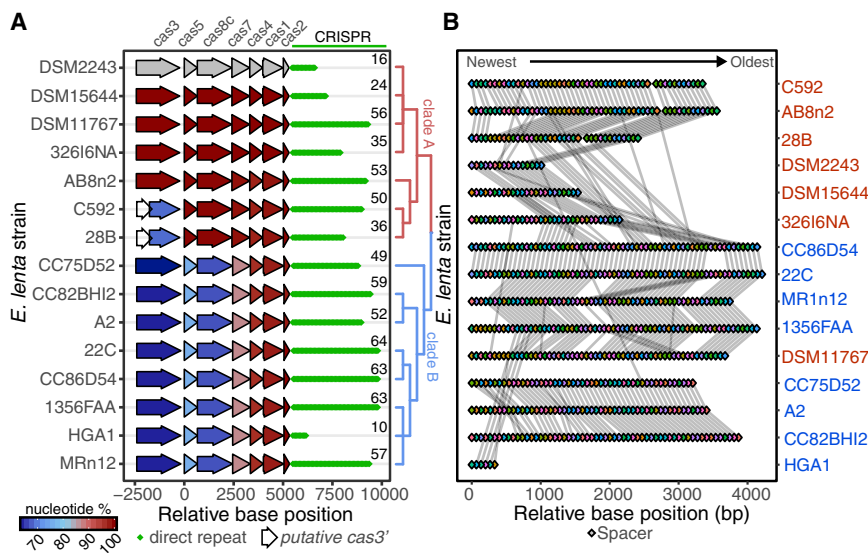 A
cas3 cas5 cas8c cas7 cas4 cas1 cas2
CRISPR
E. lenta strain
DSM2243 16
DSM15644 24
DSM11767 56
326I6NA 35
AB8n2 53
C592 50
28B 36
CC75D52 49
CC82BHI2 59
A2 52
22C 64
CC86D54 63
1356FAA 63
HGA1 10
MRn12 57
clade A
clade B
−2500 0 2500 5000 7500 10000
Relative base position
nucleotide %
70 80 90 100
direct repeat
putative cas3'
B
Newest Oldest
E. lenta strain
C592
AB8n2
28B
DSM2243
DSM15644
326I6NA
CC86D54
22C
MR1n12
1356FAA
DSM11767
CC75D52
A2
CC82BHI2
HGA1
0 1000 2000 3000 4000
Relative base position (bp)
Spacer